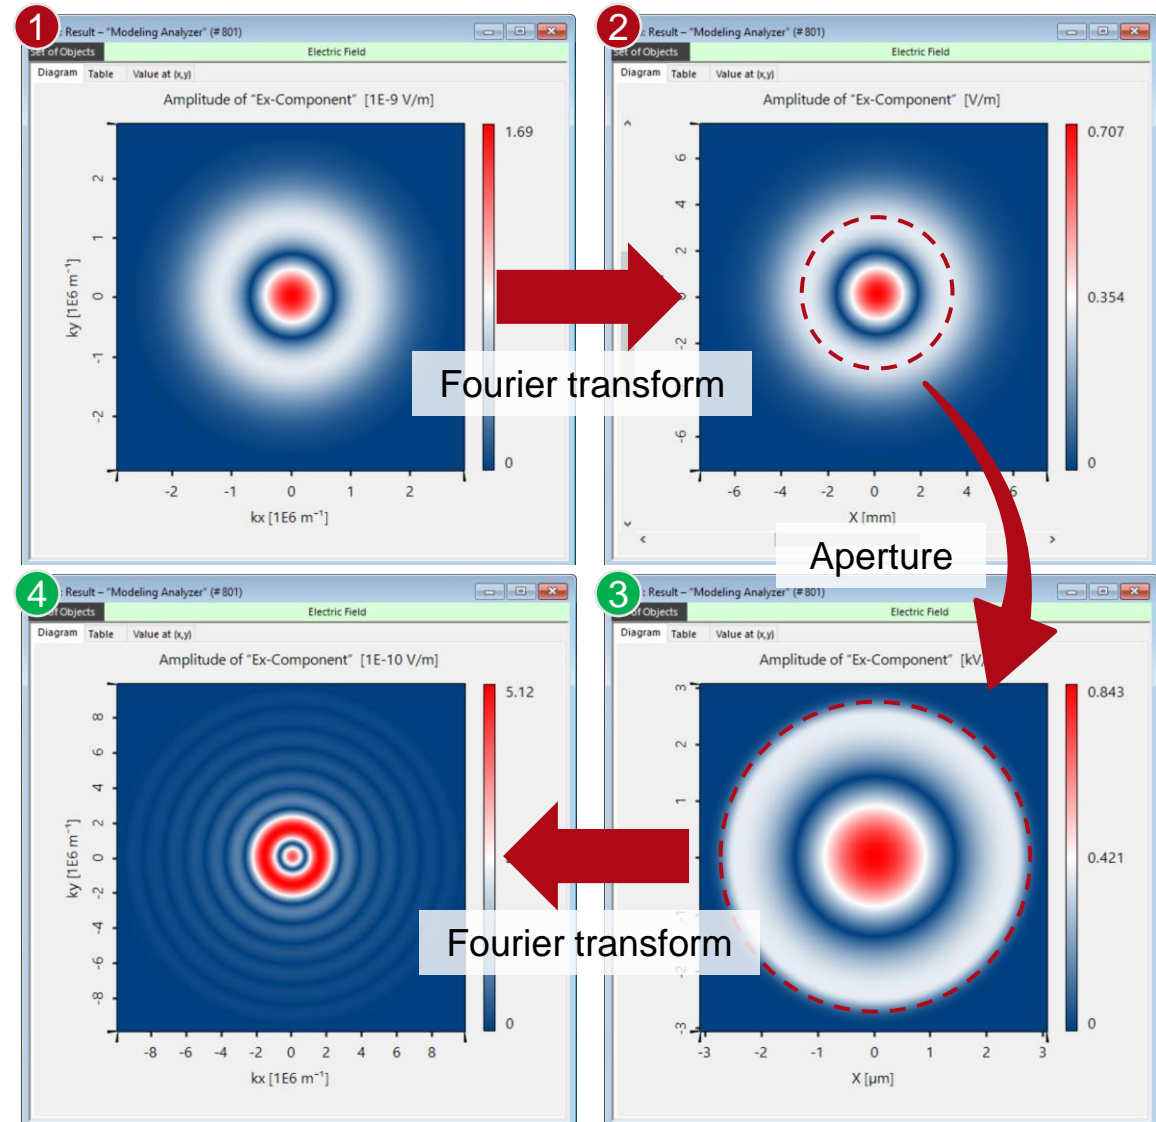 1
: Result – "Modeling Analyzer" (# 801)
Set of Objects
Electric Field
Diagram Table Value at (x,y)
Amplitude of "Ex-Component" [1E-9 V/m]
1.69
0
2
1
0
-1
-2
ky [1E6 m⁻¹]
-2 -1 0 1 2
kx [1E6 m⁻¹]
2
: Result – "Modeling Analyzer" (# 801)
Set of Objects
Electric Field
Diagram Table Value at (x,y)
Amplitude of "Ex-Component" [V/m]
0.707
0.354
0
6
4
2
0
-2
-6
-6 -4 -2 0 2 4 6
X [mm]
Fourier transform
Aperture
4
: Result – "Modeling Analyzer" (# 801)
of Objects
Electric Field
Diagram Table Value at (x,y)
Amplitude of "Ex-Component" [1E-10 V/m]
5.12
0
8
6
4
2
0
-2
-4
-6
-8
ky [1E6 m⁻¹]
-8 -6 -4 -2 0 2 4 6 8
kx [1E6 m⁻¹]
3
: Result – "Modeling Analyzer" (# 801)
of Objects
Electric Field
Diagram Table Value at (x,y)
Amplitude of "Ex-Component" [kV/
0.843
0.421
0
3
2
1
-1
-2
-3
-3 -2 -1 0 1 2 3
X [µm]
Fourier transform